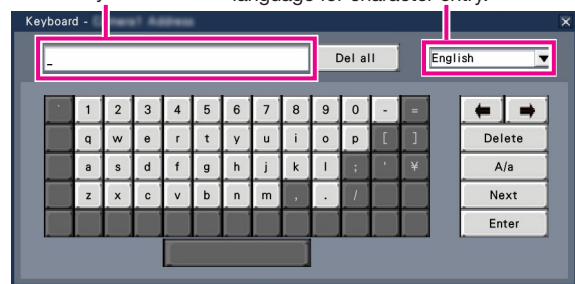 language for character entry.
Keyboard -
_
Del all
English
` 1 2 3 4 5 6 7 8 9 0 - =
q w e r t y u i o p [ ]
Delete
a s d f g h j k l ; ' ¥
A/a
z x c v b n m , . /
Next
Enter